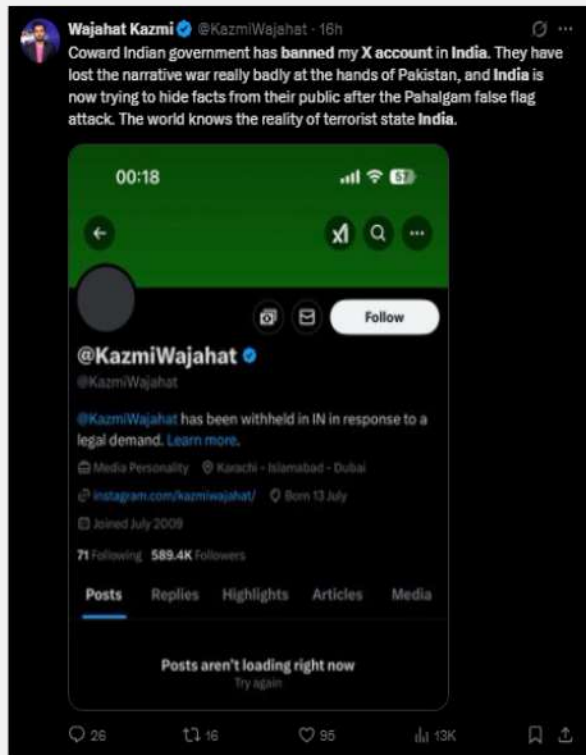 Wajahat Kazmi @KazmiWajahat · 16h
Coward Indian government has banned my X account in India. They have
lost the narrative war really badly at the hands of Pakistan, and India is
now trying to hide facts from their public after the Pahalgam false flag
attack. The world knows the reality of terrorist state India.
00:18 57
Follow
@KazmiWajahat
@KazmiWajahat
@KazmiWajahat has been withheld in IN in response to a
legal demand. Learn more.
Media Personality Karachi - Islamabad - Dubai
instagram.com/kazmiwajahat/ Born 13 July
Joined July 2009
71 Following 589.4K Followers
Posts Replies Highlights Articles Media
Posts aren't loading right now
Try again
26 16 95 13K